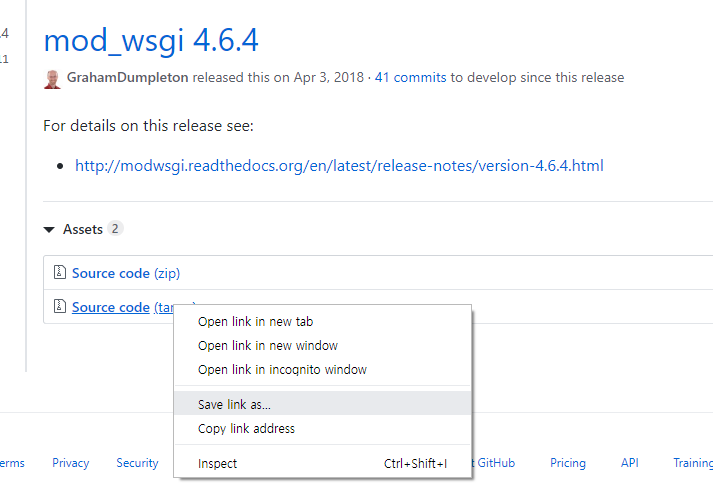 .4
mod_wsgi 4.6.4
11
GrahamDumpleton released this on Apr 3, 2018 · 41 commits to develop since this release
For details on this release see:
• http://modwsgi.readthedocs.org/en/latest/release-notes/version-4.6.4.html
Assets 2
Source code (zip)
Source code
Open link in new tab
Open link in new window
Open link in incognito window
Save link as...
Copy link address
Inspect Ctrl+Shift+I
erms Privacy Security t GitHub Pricing API Training